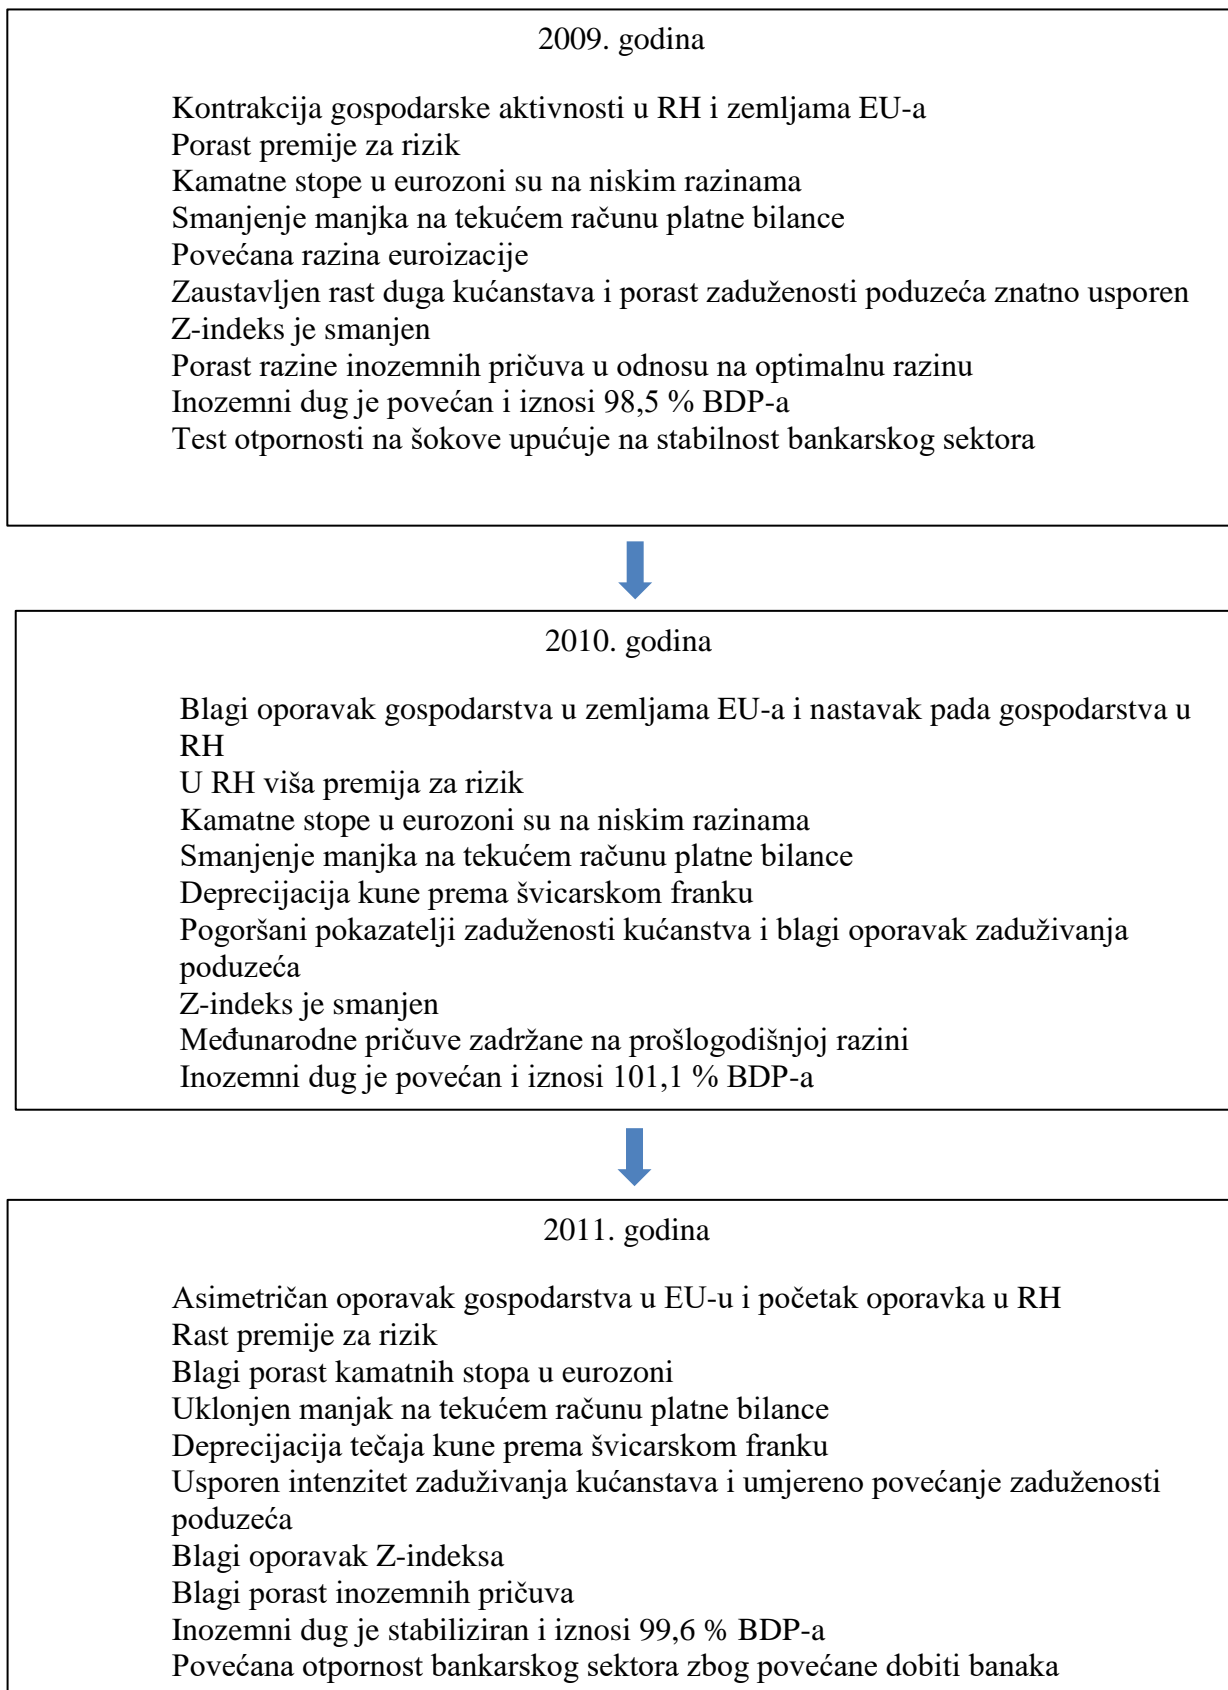 2009. godina
Kontrakcija gospodarske aktivnosti u RH i zemljama EU-a
Porast premije za rizik
Kamatne stope u eurozoni su na niskim razinama
Smanjenje manjka na tekućem računu platne bilance
Povećana razina euroizacije
Zaustavljen rast duga kućanstava i porast zaduženosti poduzeća znatno usporen
Z-indeks je smanjen
Porast razine inozemnih pričuva u odnosu na optimalnu razinu
Inozemni dug je povećan i iznosi 98,5 % BDP-a
Test otpornosti na šokove upućuje na stabilnost bankarskog sektora
2010. godina
Blagi oporavak gospodarstva u zemljama EU-a i nastavak pada gospodarstva u
RH
U RH viša premija za rizik
Kamatne stope u eurozoni su na niskim razinama
Smanjenje manjka na tekućem računu platne bilance
Deprecijacija kune prema švicarskom franku
Pogoršani pokazatelji zaduženosti kućanstva i blagi oporavak zaduživanja
poduzeća
Z-indeks je smanjen
Međunarodne pričuve zadržane na prošlogodišnjoj razini
Inozemni dug je povećan i iznosi 101,1 % BDP-a
2011. godina
Asimetričan oporavak gospodarstva u EU-u i početak oporavka u RH
Rast premije za rizik
Blagi porast kamatnih stopa u eurozoni
Uklonjen manjak na tekućem računu platne bilance
Deprecijacija tečaja kune prema švicarskom franku
Usporen intenzitet zaduživanja kućanstava i umjereno povećanje zaduženosti
poduzeća
Blagi oporavak Z-indeksa
Blagi porast inozemnih pričuva
Inozemni dug je stabiliziran i iznosi 99,6 % BDP-a
Povećana otpornost bankarskog sektora zbog povećane dobiti banaka